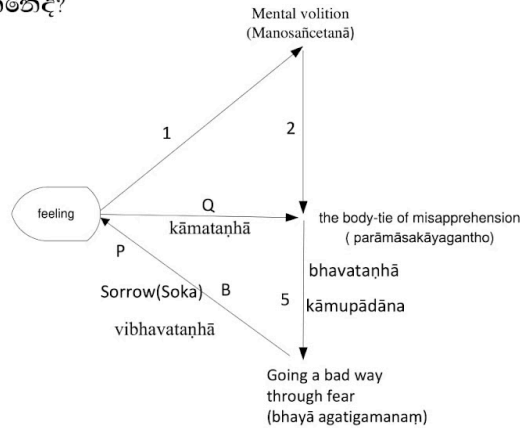 Mental volition
(Manosañcetanā)
1
2
feeling
Q
kāmataṇhā
the body-tie of misapprehension
( parāmāsakāyagantho)
P
bhavataṇhā
Sorrow(Soka) B
5 kāmupādāna
vibhavataṇhā
Going a bad way
through fear
(bhayā agatigamanaṃ)